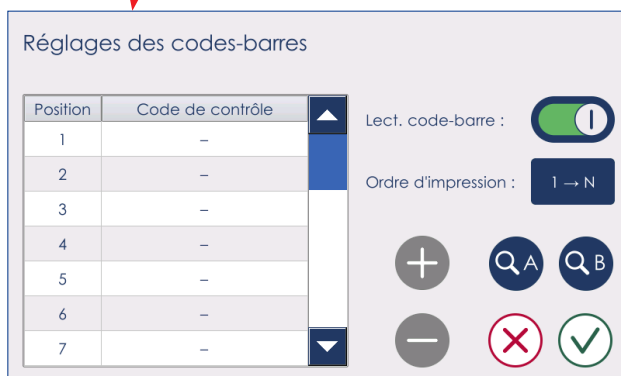 Réglages des codes-barres
Position Code de contrôle
1 –
2 –
3 –
4 –
5 –
6 –
7 –
Lect. code-barre :
Ordre d'impression : 1 → N
A B